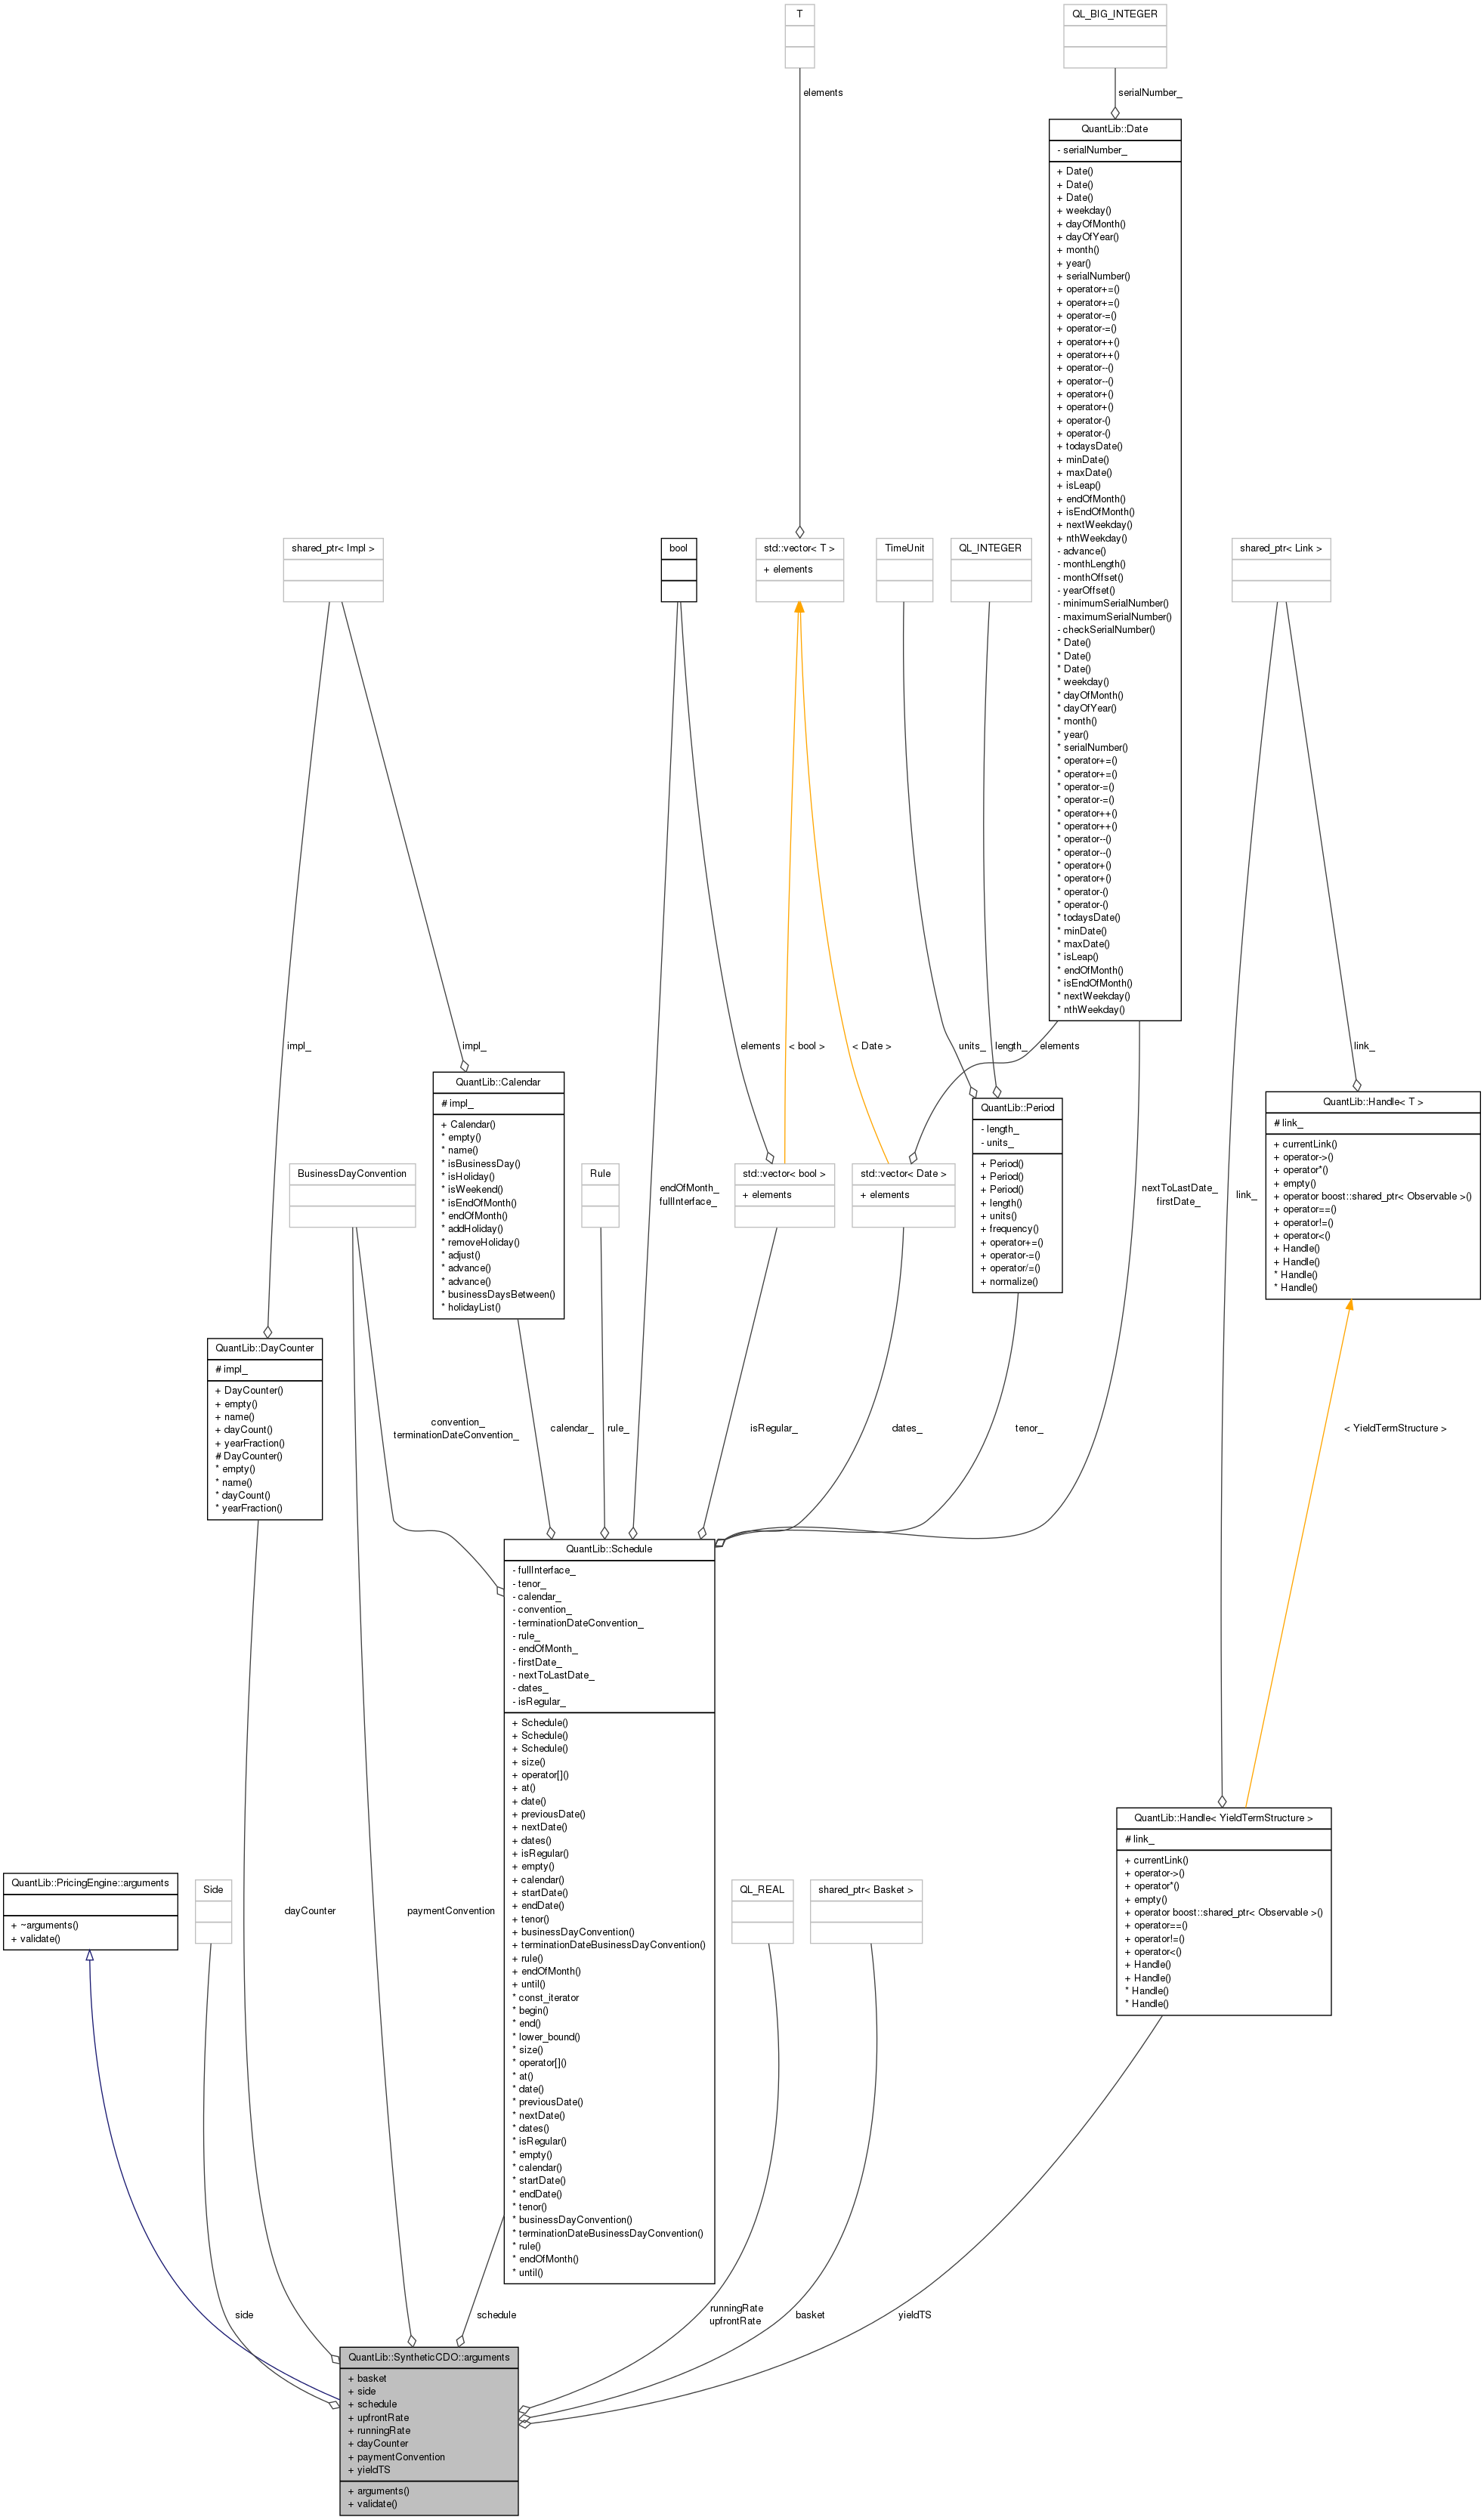 T
QL_BIG_INTEGER
elements
serialNumber_
QuantLib::Date
- serialNumber_
+ Date()
+ Date()
+ Date()
+ weekday()
+ dayOfMonth()
+ dayOfYear()
+ month()
+ year()
+ serialNumber()
+ operator+=()
+ operator+=()
+ operator-=()
+ operator-=()
+ operator++()
+ operator++()
+ operator--()
+ operator--()
+ operator+()
+ operator+()
+ operator-()
+ operator-()
+ todaysDate()
+ minDate()
+ maxDate()
+ isLeap()
+ endOfMonth()
+ isEndOfMonth()
+ nextWeekday()
+ nthWeekday()
- advance()
- monthLength()
- monthOffset()
- yearOffset()
- minimumSerialNumber()
- maximumSerialNumber()
- checkSerialNumber()
* Date()
* Date()
* Date()
* weekday()
* dayOfMonth()
* dayOfYear()
* month()
* year()
* serialNumber()
* operator+=()
* operator+=()
* operator-=()
* operator-=()
* operator++()
* operator++()
* operator--()
* operator--()
* operator+()
* operator+()
* operator-()
* operator-()
* todaysDate()
* minDate()
* maxDate()
* isLeap()
* endOfMonth()
* isEndOfMonth()
* nextWeekday()
* nthWeekday()
shared_ptr< Impl >
bool
std::vector< T >
+ elements
TimeUnit
QL_INTEGER
shared_ptr< Link >
impl_
impl_
elements
< bool >
< Date >
units_
length_
elements
link_
QuantLib::Calendar
# impl_
+ Calendar()
* empty()
* name()
* isBusinessDay()
* isHoliday()
* isWeekend()
* isEndOfMonth()
* endOfMonth()
* addHoliday()
* removeHoliday()
* adjust()
* advance()
* advance()
* businessDaysBetween()
* holidayList()
QuantLib::Period
- length_
- units_
+ Period()
+ Period()
+ Period()
+ length()
+ units()
+ frequency()
+ operator+=()
+ operator-=()
+ operator/=()
+ normalize()
QuantLib::Handle< T >
# link_
+ currentLink()
+ operator->()
+ operator*()
+ empty()
+ operator boost::shared_ptr< Observable >()
+ operator==()
+ operator!=()
+ operator<()
+ Handle()
+ Handle()
* Handle()
* Handle()
BusinessDayConvention
Rule
endOfMonth_
fullInterface_
std::vector< bool >
+ elements
std::vector< Date >
+ elements
nextToLastDate_
firstDate_
link_
QuantLib::DayCounter
# impl_
+ DayCounter()
+ empty()
+ name()
+ dayCount()
+ yearFraction()
# DayCounter()
* empty()
* name()
* dayCount()
* yearFraction()
convention_
terminationDateConvention_
calendar_
rule_
isRegular_
dates_
tenor_
< YieldTermStructure >
QuantLib::Schedule
- fullInterface_
- tenor_
- calendar_
- convention_
- terminationDateConvention_
- rule_
- endOfMonth_
- firstDate_
- nextToLastDate_
- dates_
- isRegular_
+ Schedule()
+ Schedule()
+ Schedule()
+ size()
+ operator[]()
+ at()
+ date()
+ previousDate()
+ nextDate()
+ dates()
+ isRegular()
+ empty()
+ calendar()
+ startDate()
+ endDate()
+ tenor()
+ businessDayConvention()
+ terminationDateBusinessDayConvention()
+ rule()
+ endOfMonth()
+ until()
* const_iterator
* begin()
* end()
* lower_bound()
* size()
* operator[]()
* at()
* date()
* previousDate()
* nextDate()
* dates()
* isRegular()
* empty()
* calendar()
* startDate()
* endDate()
* tenor()
* businessDayConvention()
* terminationDateBusinessDayConvention()
* rule()
* endOfMonth()
* until()
QuantLib::Handle< YieldTermStructure >
# link_
+ currentLink()
+ operator->()
+ operator*()
+ empty()
+ operator boost::shared_ptr< Observable >()
+ operator==()
+ operator!=()
+ operator<()
+ Handle()
+ Handle()
* Handle()
* Handle()
QuantLib::PricingEngine::arguments
+ ~arguments()
+ validate()
Side
dayCounter
paymentConvention
QL_REAL
shared_ptr< Basket >
side
schedule
runningRate
upfrontRate
basket
yieldTS
QuantLib::SyntheticCDO::arguments
+ basket
+ side
+ schedule
+ upfrontRate
+ runningRate
+ dayCounter
+ paymentConvention
+ yieldTS
+ arguments()
+ validate()